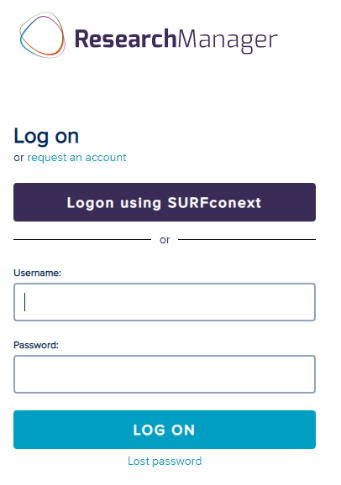 ResearchManager
Log on
or request an account
Logon using SURFconext
or
Username:
Password:
LOG ON
Lost password